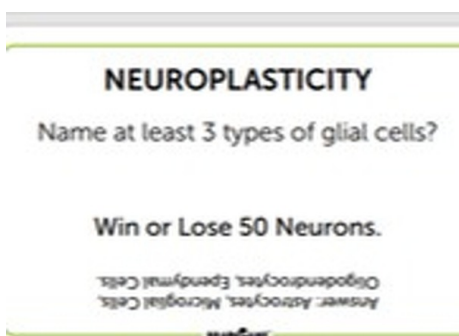 NEUROPLASTICITY
Name at least 3 types of glial cells?
Win or Lose 50 Neurons.
Answer: Astrocytes, Microglial Cells,
Oligodendrocytes, Ependymal Cells.